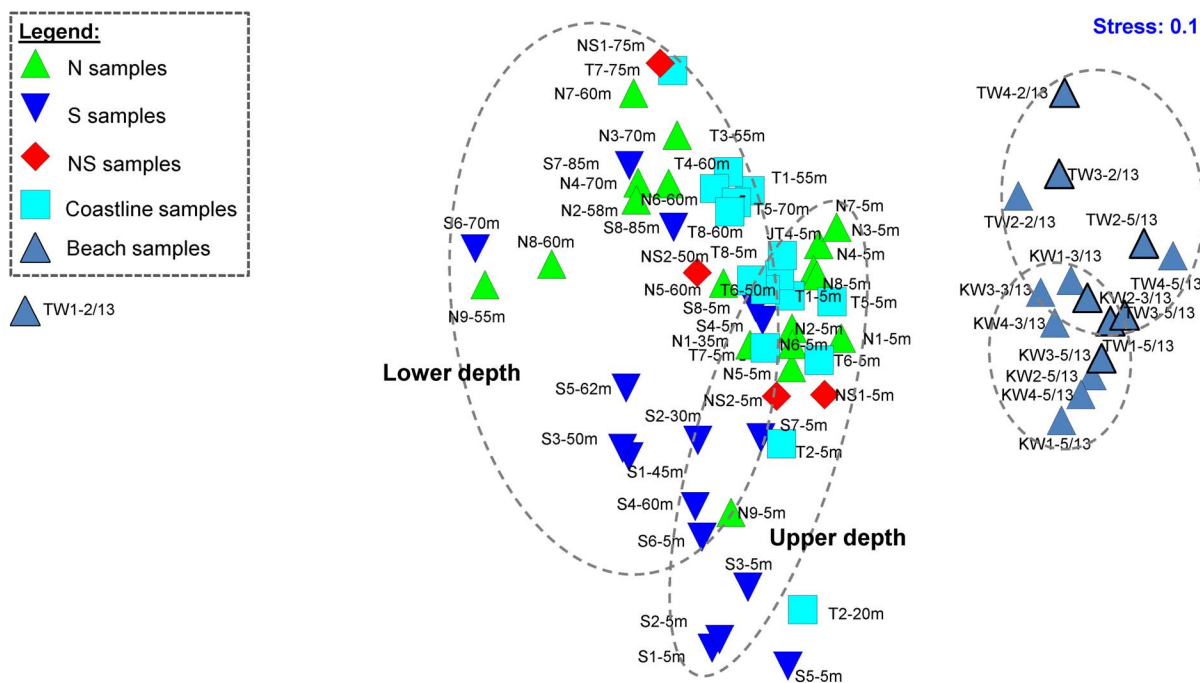 Stress: 0.1
Legend:
N samples
S samples
NS samples
Coastline samples
Beach samples
TW1-2/13
NS1-75m
T7-75m
N7-60m
N3-70m
T3-55m
S7-85m
T4-60m
N4-70m
T1-55m
N2-58m
N6-60m
T5-70m
N7-5m
S6-70m
S8-85m
T8-60m
N3-5m
JT4-5m
N8-60m
NS2-50m
T8-5m
N4-5m
N5-60m
T6-50m
N8-5m
N9-55m
S8-5m
T1-5m
T5-5m
S4-5m
N2-5m
N1-35m
N6-5m
N1-5m
T7-5m
T6-5m
Lower depth
N5-5m
S5-62m
NS2-5m
NS1-5m
S2-30m
S7-5m
S3-50m
T2-5m
S1-45m
S4-60m
N9-5m
S6-5m
Upper depth
S3-5m
S2-5m
T2-20m
S1-5m
S5-5m
TW4-2/13
TW3-2/13
TW2-2/13
TW2-5/13
KW1-3/13
TW4-5/13
KW3-3/13
KW2-3/13
TW3-5/13
KW4-3/13
TW1-5/13
KW3-5/13
KW2-5/13
KW4-5/13
KW1-5/13